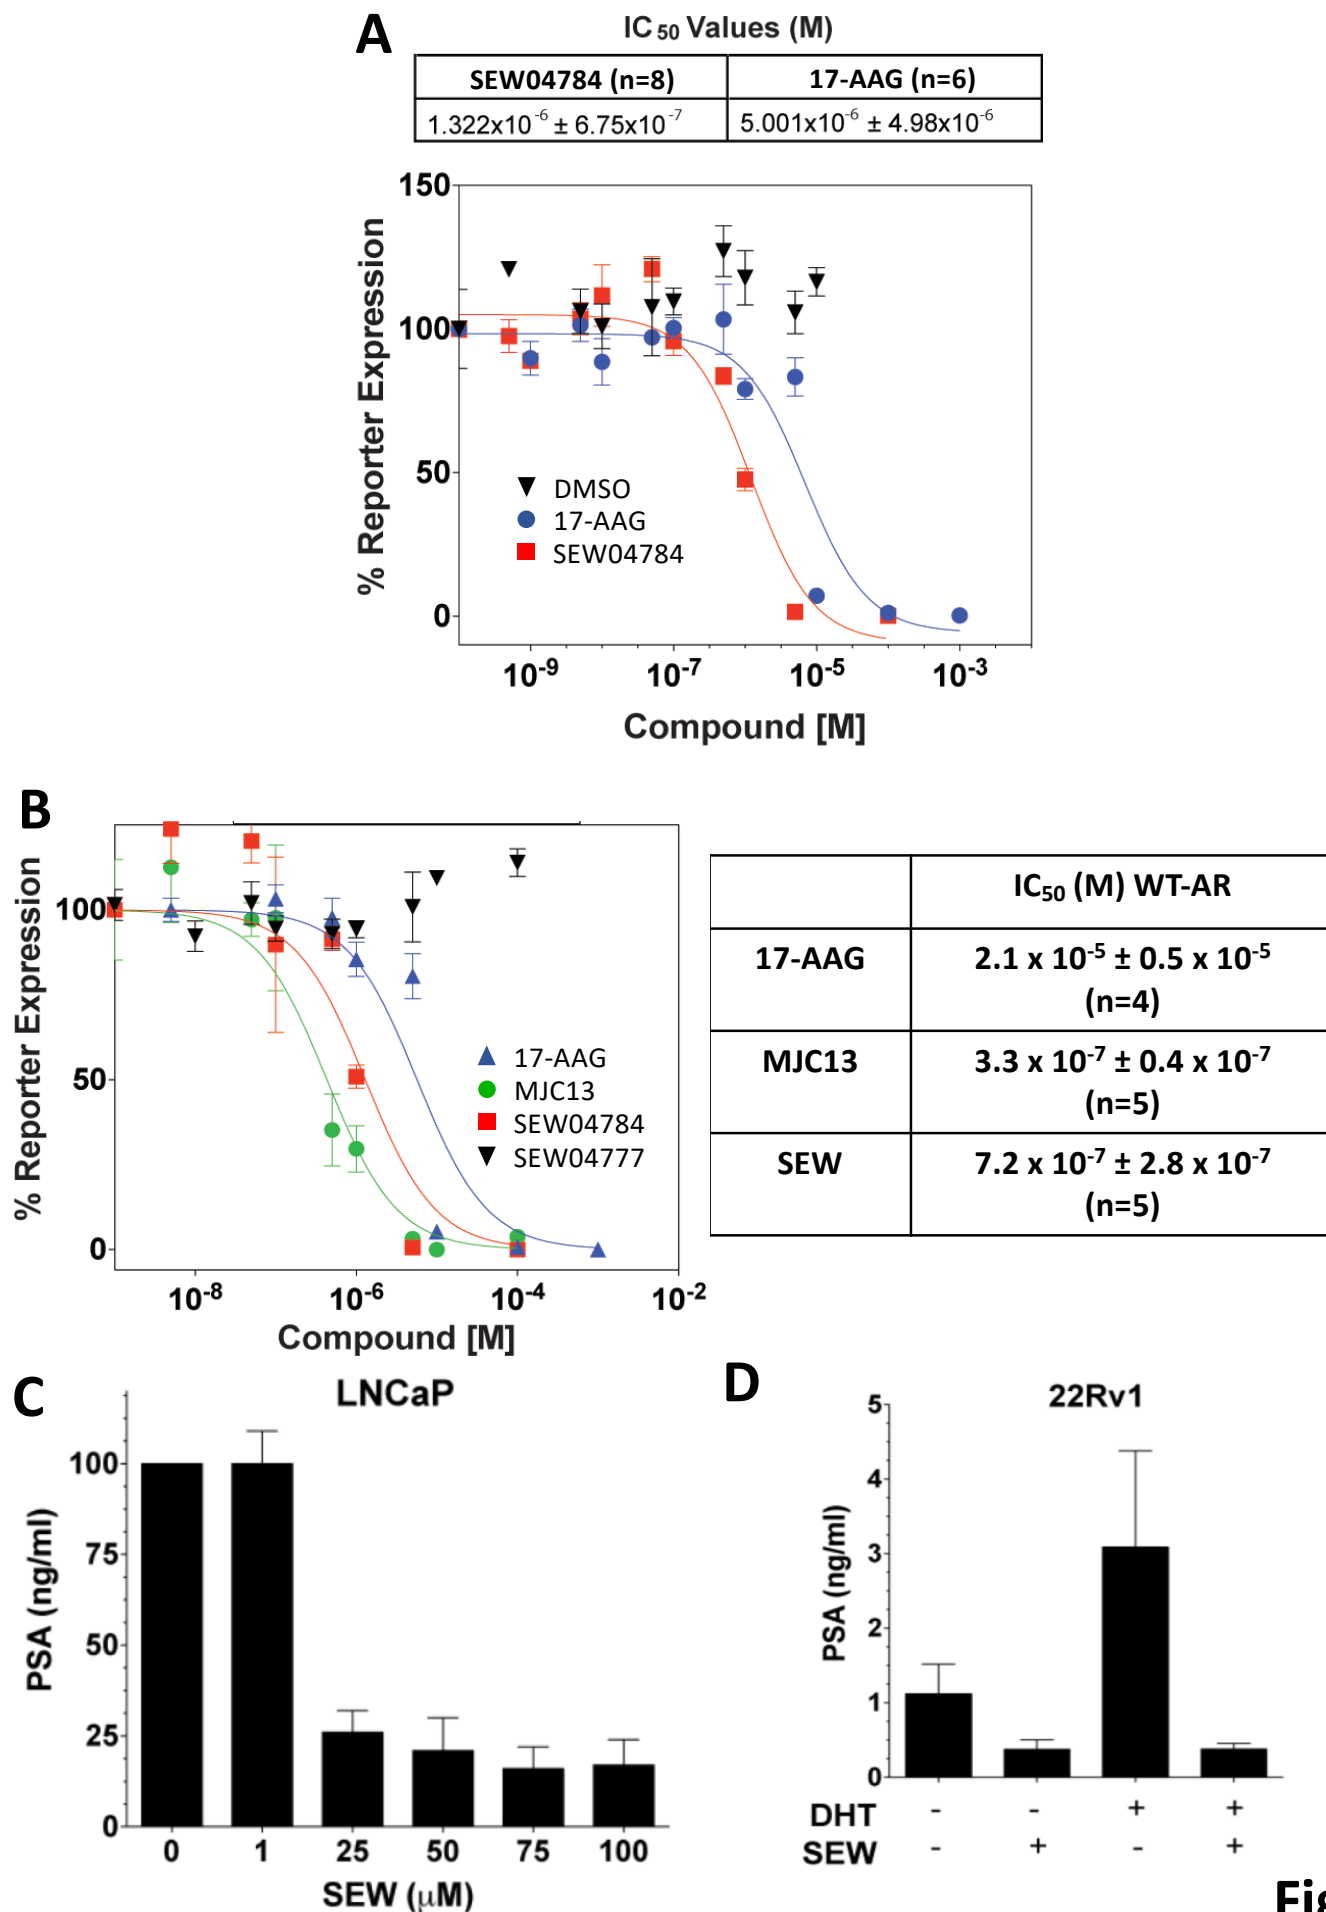 A
IC50 Values (M)
SEW04784 (n=8) 17-AAG (n=6)
1.322x10-6 ± 6.75x10-7 5.001x10-6 ± 4.98x10-6
% Reporter Expression
150
100
50
0
DMSO
17-AAG
SEW04784
10-9 10-7 10-5 10-3
Compound [M]
B
% Reporter Expression
100
50
0
17-AAG
MJC13
SEW04784
SEW04777
10-8 10-6 10-4 10-2
Compound [M]
IC50 (M) WT-AR
17-AAG 2.1 x 10-5 ± 0.5 x 10-5
(n=4)
MJC13 3.3 x 10-7 ± 0.4 x 10-7
(n=5)
SEW 7.2 x 10-7 ± 2.8 x 10-7
(n=5)
C
LNCaP
PSA (ng/ml)
100
75
50
25
0
0 1 25 50 75 100
SEW (μM)
D
22Rv1
PSA (ng/ml)
5
4
3
2
1
0
DHT - - + +
SEW - + - +
Fig